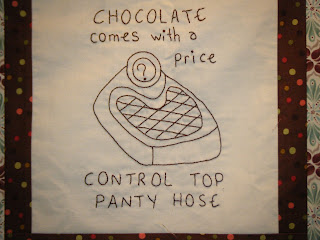 CHOCOLATE
comes with a
price
?
CONTROL TOP
PANTY HOSE